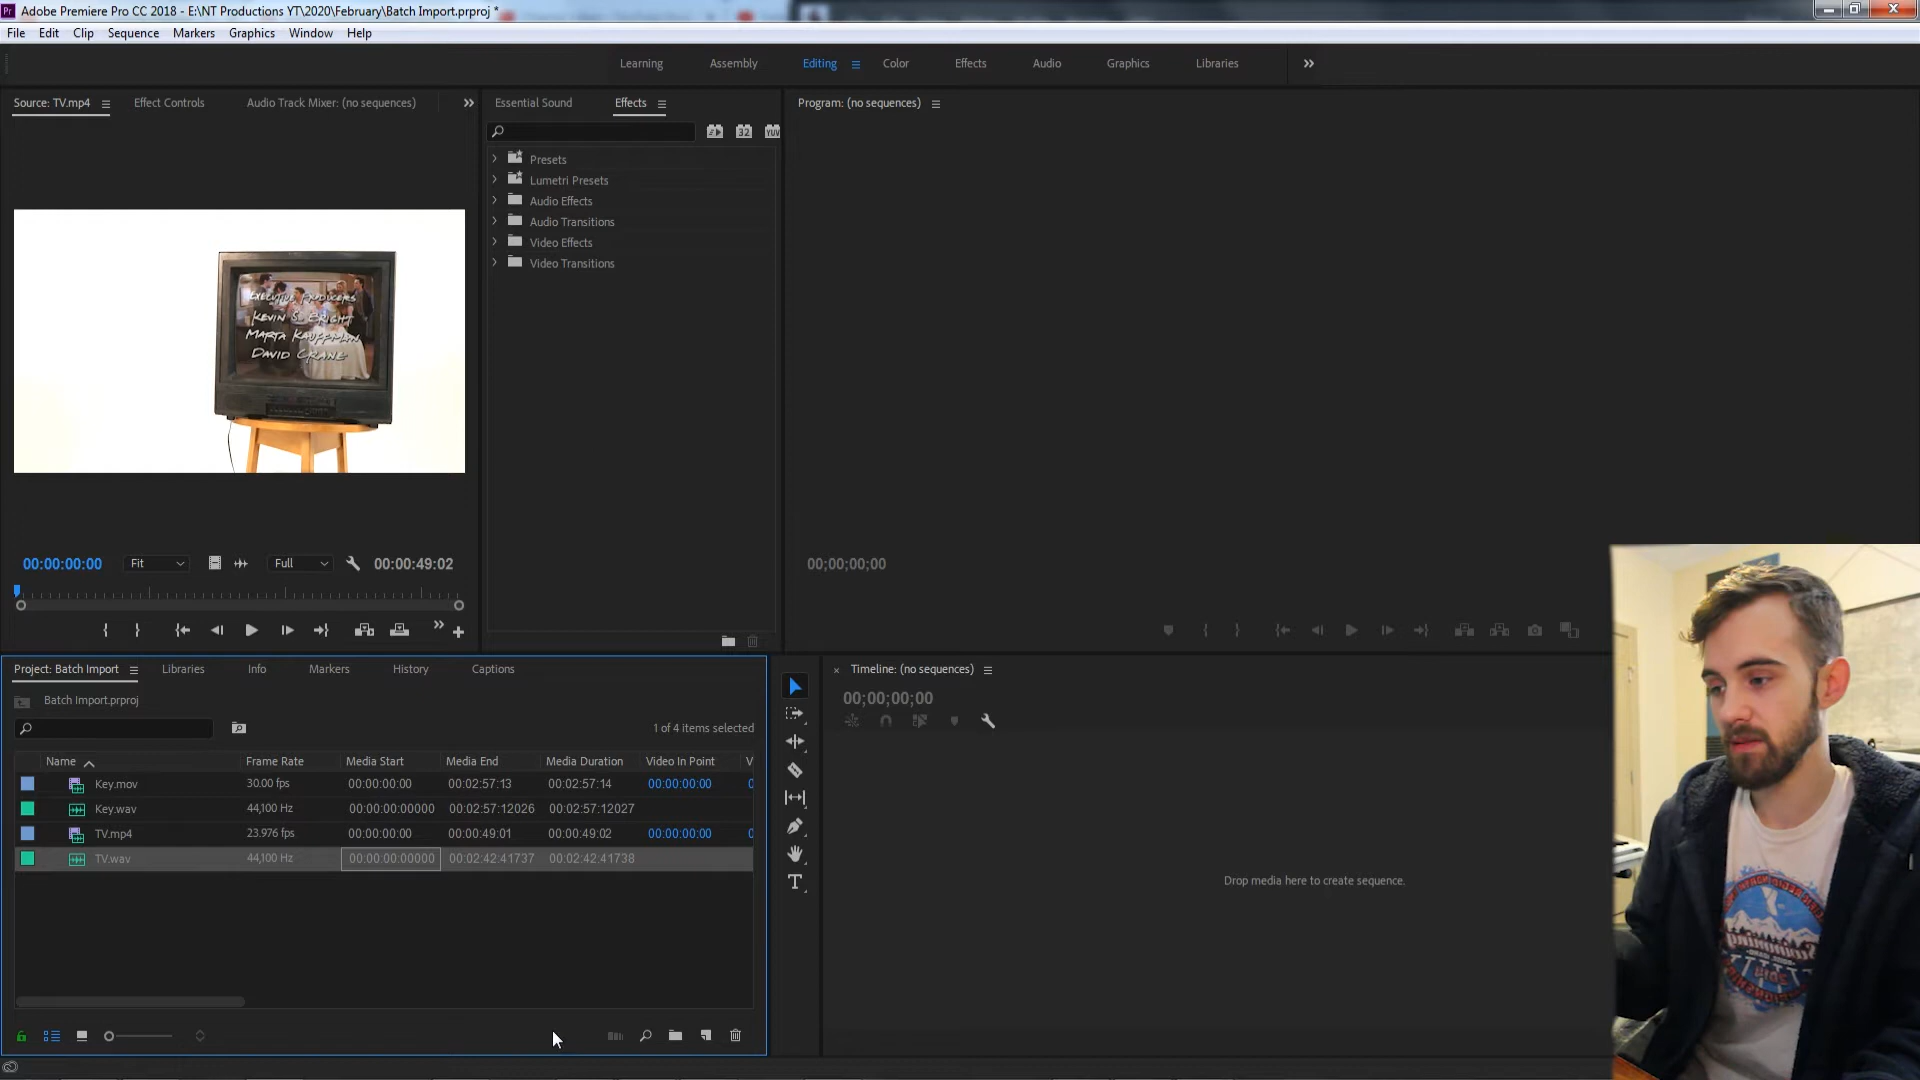 Pr Adobe Premiere Pro CC 2018 - E:\NT Productions YT\2020\February\Batch Import.prproj *
File Edit Clip Sequence Markers Graphics Window Help
Learning Assembly Editing Color Effects Audio Graphics Libraries
Source: TV.mp4 Effect Controls Audio Track Mixer: (no sequences)
Essential Sound Effects
Program: (no sequences)
32 YUV
Presets
Lumetri Presets
Audio Effects
Audio Transitions
Video Effects
Video Transitions
EXECUTIVE PRODUCERS
KEVIN S. BRIGHT
MARTA KAUFFMAN
DAVID CRANE
00:00:00:00 Fit Full 00:00:49:02
00;00;00;00
Project: Batch Import Libraries Info Markers History Captions
Batch Import.prproj
1 of 4 items selected
Name Frame Rate Media Start Media End Media Duration Video In Point V
Key.mov 30.00 fps 00:00:00:00 00:02:57:13 00:02:57:14 00:00:00:00 0
Key.wav 44,100 Hz 00:00:00:00000 00:02:57:12026 00:02:57:12027
TV.mp4 23.976 fps 00:00:00:00 00:00:49:01 00:00:49:02 00:00:00:00 0
TV.wav 44,100 Hz 00:00:00:00000 00:02:42:41737 00:02:42:41738
Timeline: (no sequences)
00;00;00;00
Drop media here to create sequence.